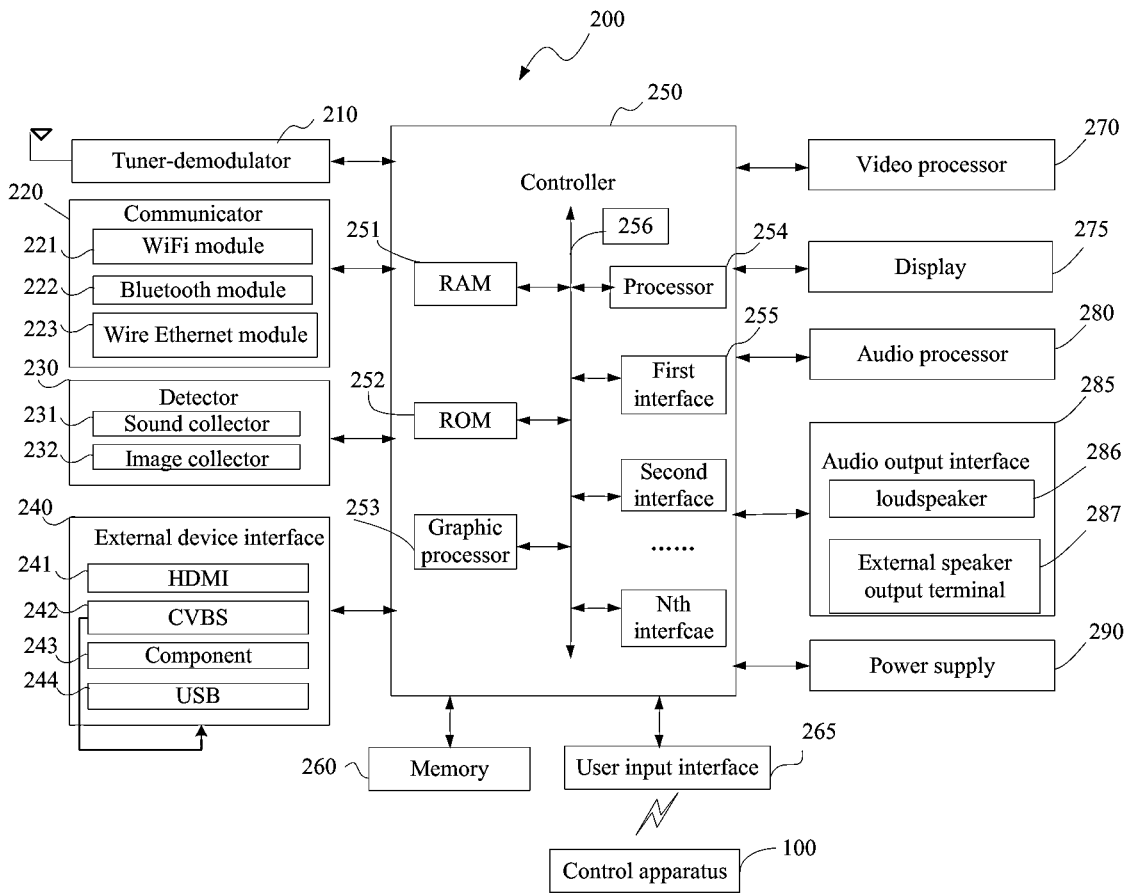 200
210
250
270
Tuner-demodulator
Video processor
220
Communicator
Controller
221
WiFi module
251
256
254
275
222
Bluetooth module
RAM
Processor
Display
223
Wire Ethernet module
255
280
230
First
interface
Audio processor
Detector
252
285
231
Sound collector
ROM
232
Image collector
Second
interface
Audio output interface
286
loudspeaker
240
253
287
External device interface
Graphic
processor
......
External speaker
output terminal
241
HDMI
242
CVBS
Nth
interfcae
243
Component
290
244
USB
Power supply
260
Memory
User input interface
265
Control apparatus
100